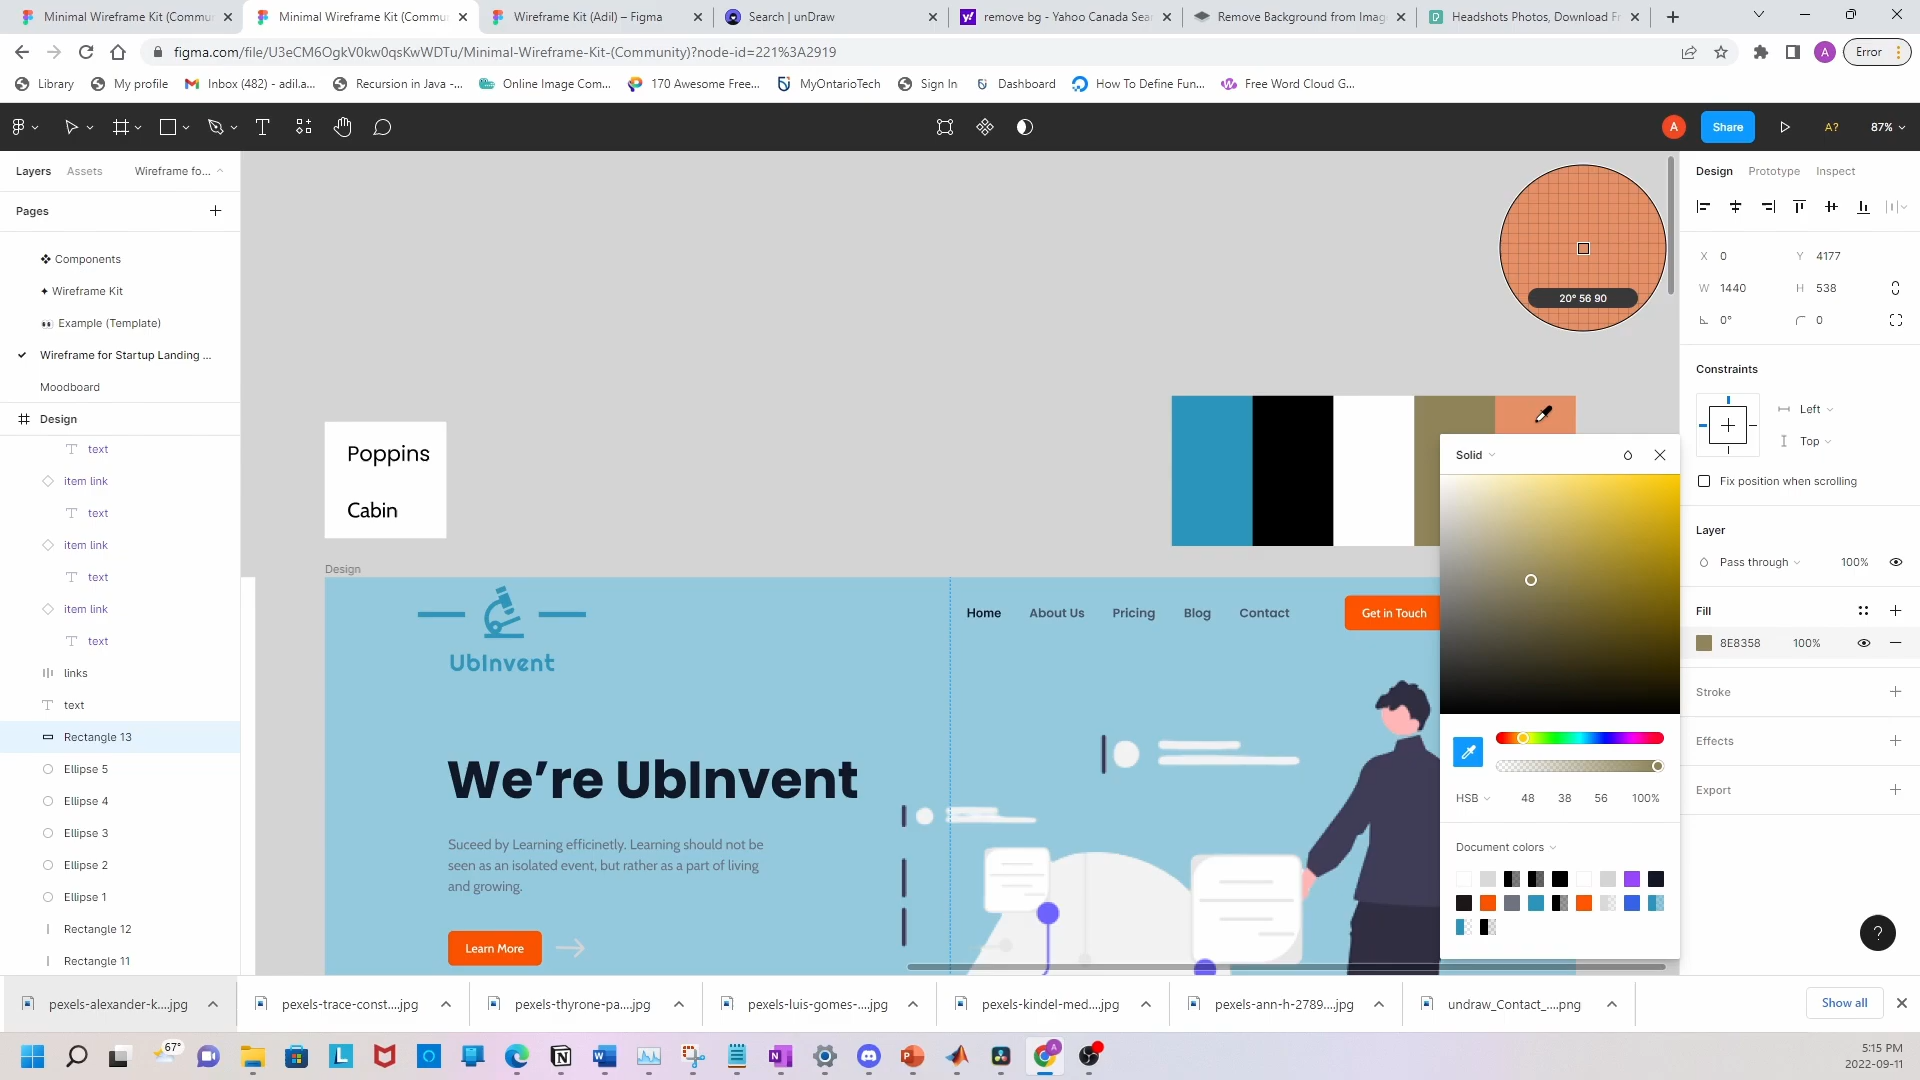 Minimal Wireframe Kit (Commu
Minimal Wireframe Kit (Commu
Wireframe Kit (Adil) – Figma
Search | unDraw
remove bg - Yahoo Canada Sea
Remove Background from Imag
Headshots Photos, Download Fr
figma.com/file/U3eCM6OgkV0kw0qsKwWDTu/Minimal-Wireframe-Kit-(Community)?node-id=221%3A2919
A
Error
Library
My profile
Inbox (482) - adil.a...
Recursion in Java -...
Online Image Com...
170 Awesome Free...
MyOntarioTech
Sign In
Dashboard
How To Define Fun...
Free Word Cloud G...
A
Share
A?
87%
Layers
Assets
Wireframe fo...
Pages
Components
Wireframe Kit
Example (Template)
Wireframe for Startup Landing ...
Moodboard
Design
text
item link
text
item link
text
item link
text
links
text
Rectangle 13
Ellipse 5
Ellipse 4
Ellipse 3
Ellipse 2
Ellipse 1
Rectangle 12
Rectangle 11
Poppins
Cabin
Design
UbInvent
Home
About Us
Pricing
Blog
Contact
Get in Touch
We’re UbInvent
Suceed by Learning efficinetly. Learning should not be
seen as an isolated event, but rather as a part of living
and growing.
Learn More
20° 56 90
Solid
HSB
48
38
56
100%
Document colors
Design
Prototype
Inspect
X 0
Y 4177
W 1440
H 538
0°
0
Constraints
Left
Top
Fix position when scrolling
Layer
Pass through
100%
Fill
8E8358
100%
Stroke
Effects
Export
?
pexels-alexander-k....jpg
pexels-trace-const....jpg
pexels-thyrone-pa....jpg
pexels-luis-gomes-....jpg
pexels-kindel-med....jpg
pexels-ann-h-2789....jpg
undraw_Contact_....png
Show all
67°
5:15 PM
2022-09-11